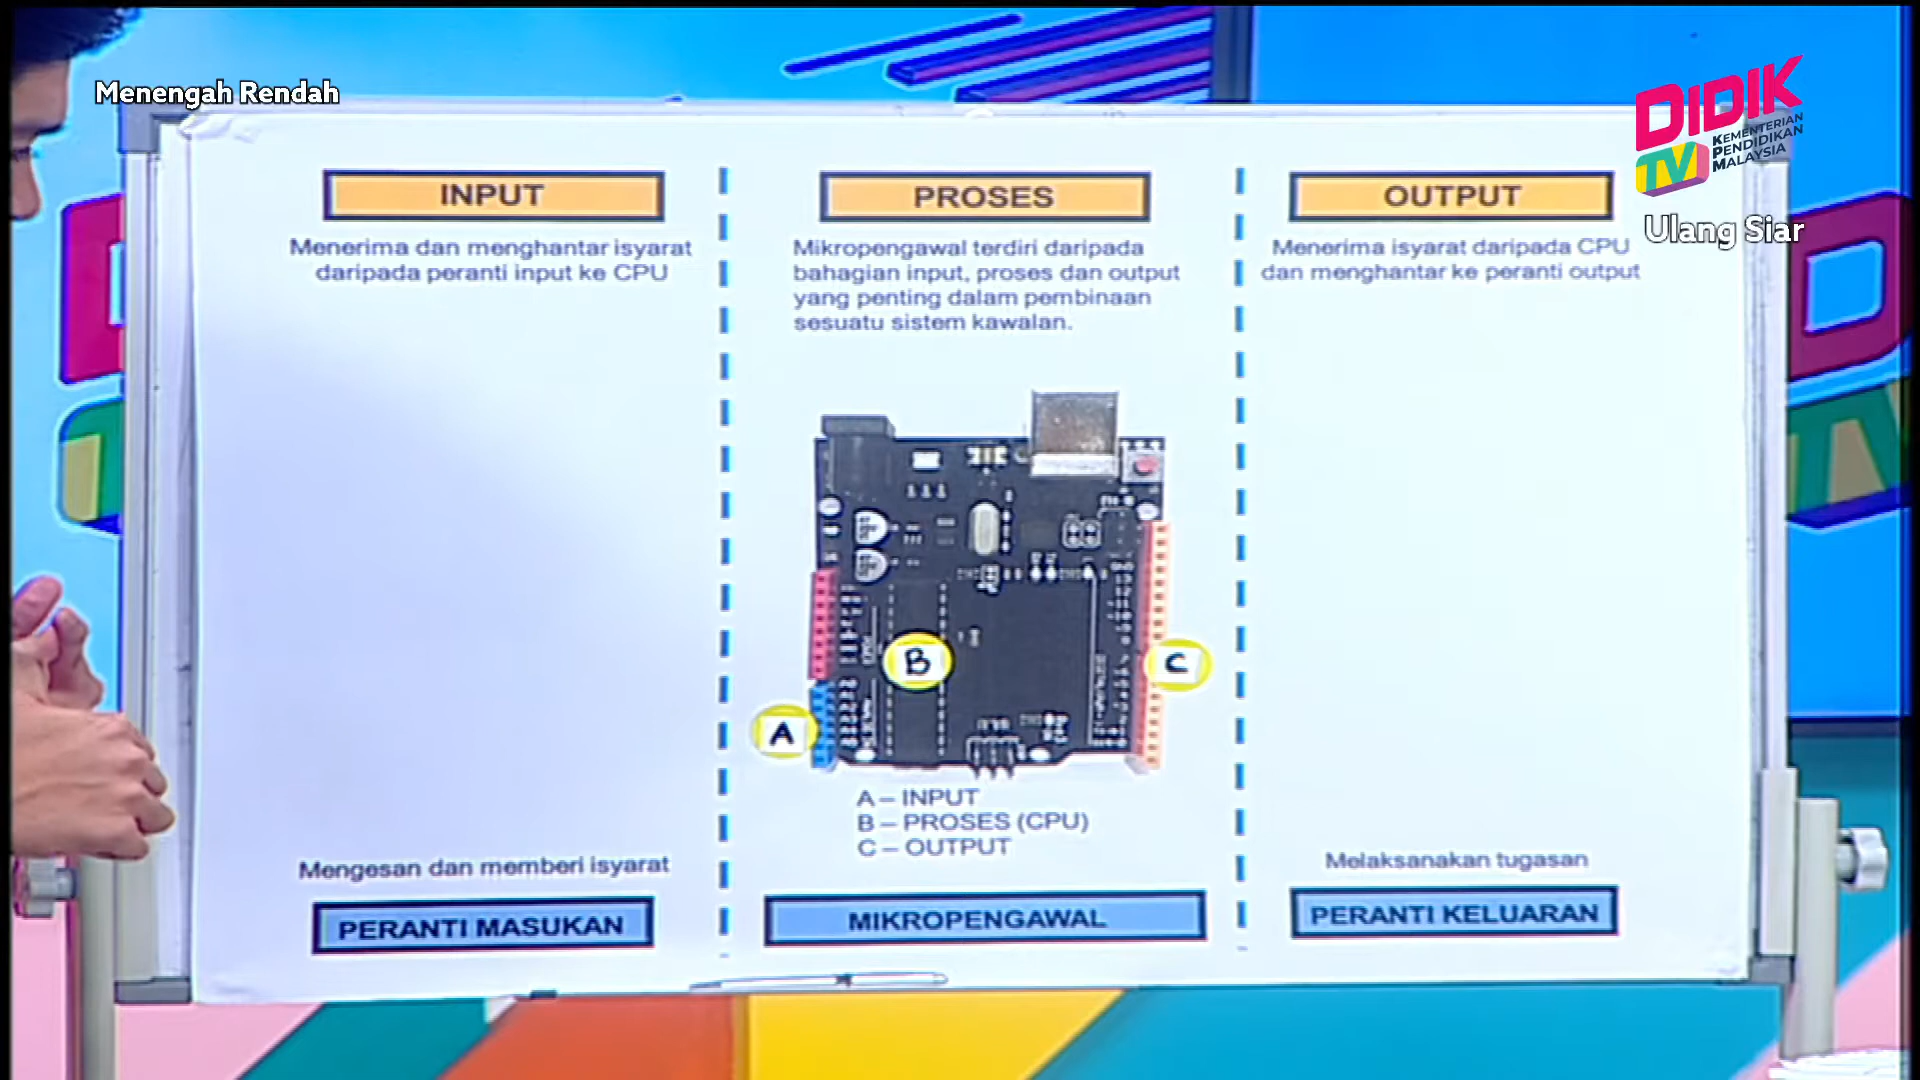 Menengah Rendah
DIDIK
TV
KEMENTERIAN
PENDIDIKAN
MALAYSIA
Ulang Siar
INPUT
Menerima dan menghantar isyarat
daripada peranti input ke CPU
PROSES
Mikropengawal terdiri daripada
bahagian input, proses dan output
yang penting dalam pembinaan
sesuatu sistem kawalan.
OUTPUT
Menerima isyarat daripada CPU
dan menghantar ke peranti output
B
C
A
A – INPUT
B – PROSES (CPU)
C – OUTPUT
Mengesan dan memberi isyarat
PERANTI MASUKAN
MIKROPENGAWAL
Melaksanakan tugasan
PERANTI KELUARAN